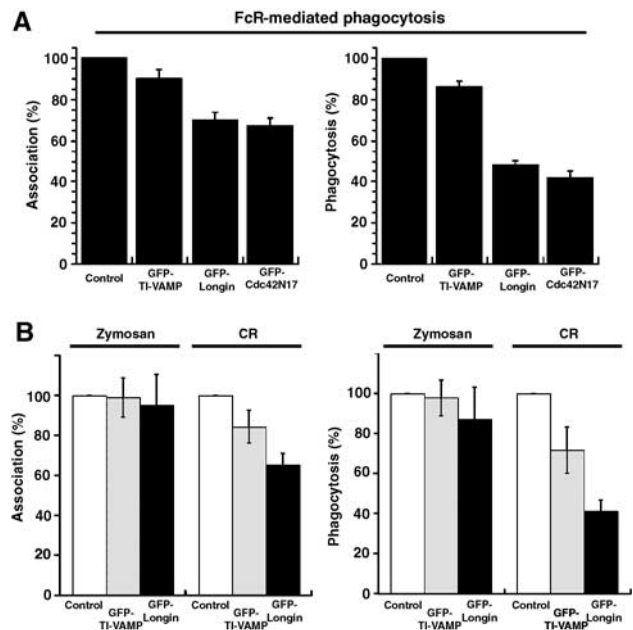 A
FcR-mediated phagocytosis
Association (%)
100
80
60
40
20
0
Control
GFP-
TI-VAMP
GFP-
Longin
GFP-
Cdc42N17
Phagocytosis (%)
100
80
60
40
20
0
Control
GFP-
TI-VAMP
GFP-
Longin
GFP-
Cdc42N17
B
Zymosan
CR
Association (%)
100
80
60
40
20
0
Control
GFP-
TI-VAMP
GFP-
Longin
Control
GFP-
TI-VAMP
GFP-
Longin
Zymosan
CR
Phagocytosis (%)
100
80
60
40
20
0
Control
GFP-
TI-VAMP
GFP-
Longin
Control
GFP-
TI-VAMP
GFP-
Longin